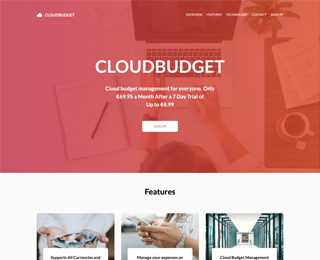 CLOUDBUDGET
OVERVIEW FEATURES TECHNOLOGY CONTACT SIGN UP
CLOUDBUDGET
Cloud budget management for everyone. Only
€69.95 a Month After a 7 Day Trial of
Up to €4.99
SIGN UP
Features
Supports All Currencies and
Manage your expenses on
Cloud Budget Management